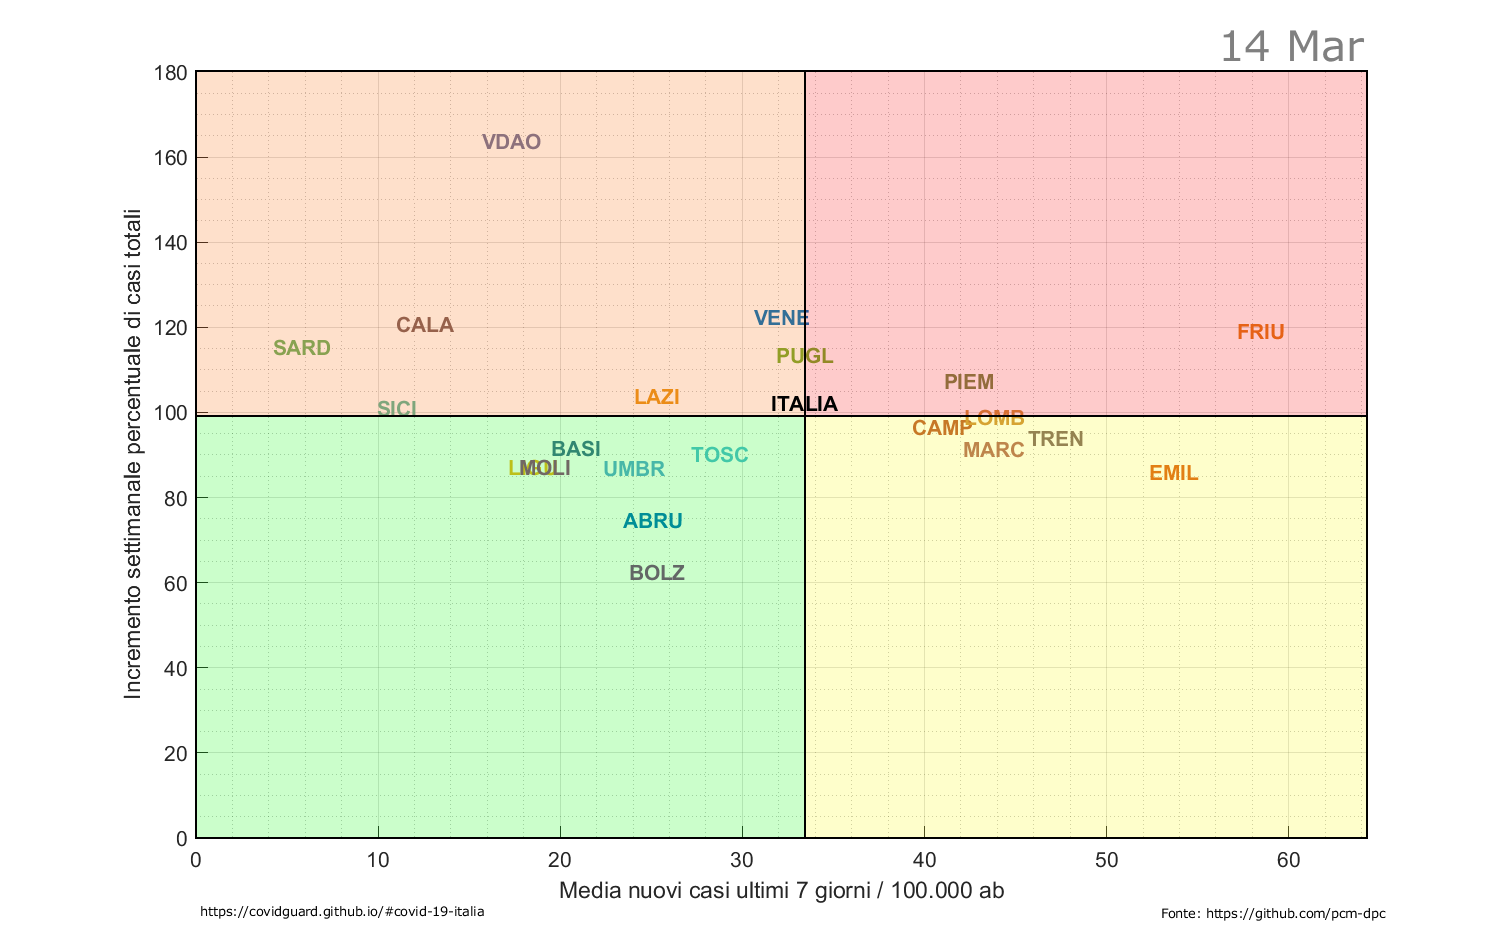 14 Mar
180
160
140
120
100
80
60
40
20
0
Incremento settimanale percentuale di casi totali
VDAO
VENE
CALA
FRIU
SARD
PUGL
PIEM
LAZI
ITALIA
SICI
LOMB
CAMP
TREN
BASI
MARC
TOSC
MOLI
UMBR
EMIL
ABRU
BOLZ
0 10 20 30 40 50 60
Media nuovi casi ultimi 7 giorni / 100.000 ab
https://covidguard.github.io/#covid-19-italia
Fonte: https://github.com/pcm-dpc